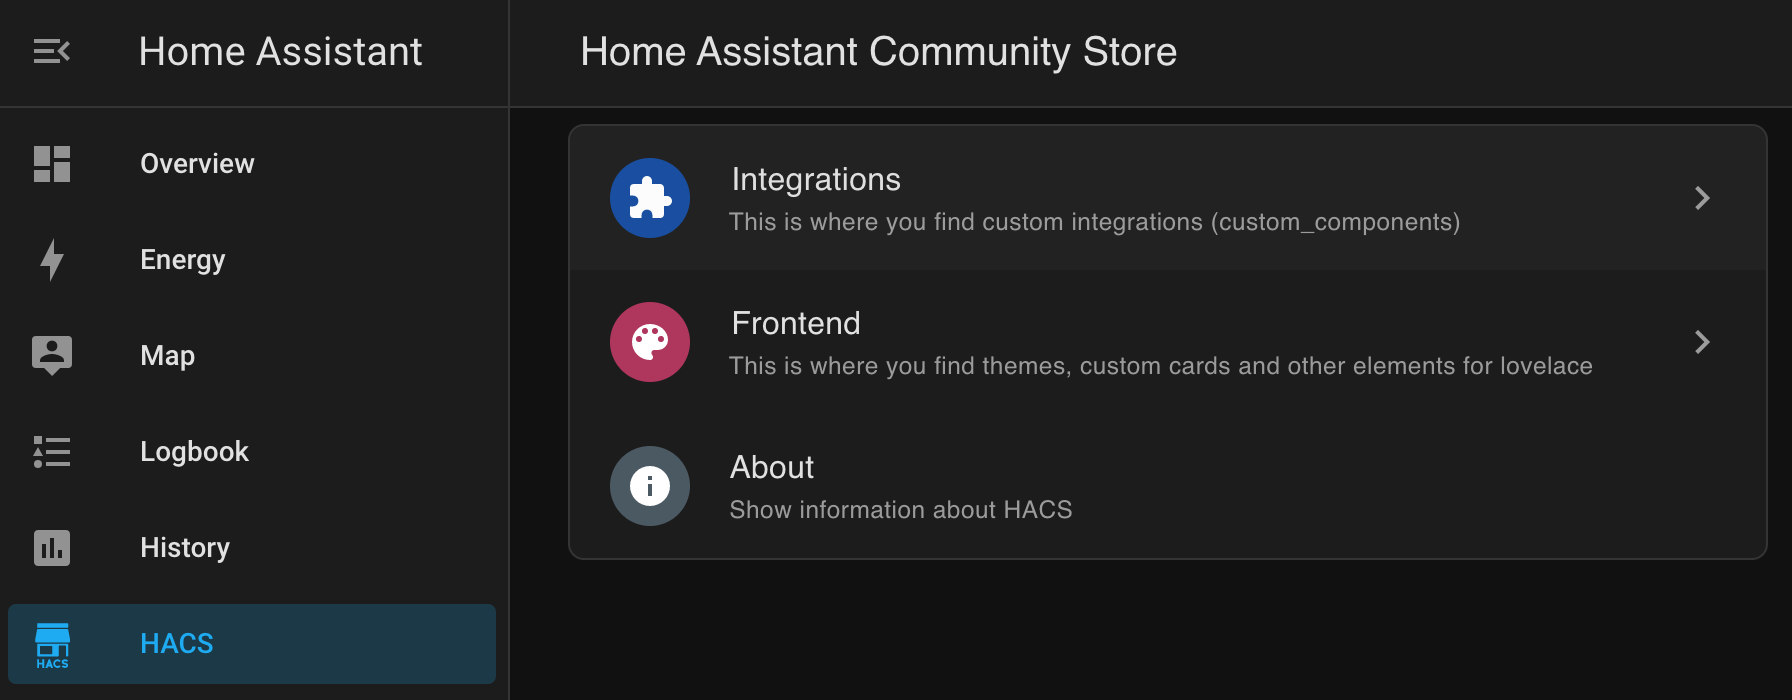 Home Assistant
Overview
Energy
Map
Logbook
History
HACS
HACS
Home Assistant Community Store
Integrations
This is where you find custom integrations (custom_components)
Frontend
This is where you find themes, custom cards and other elements for lovelace
About
Show information about HACS